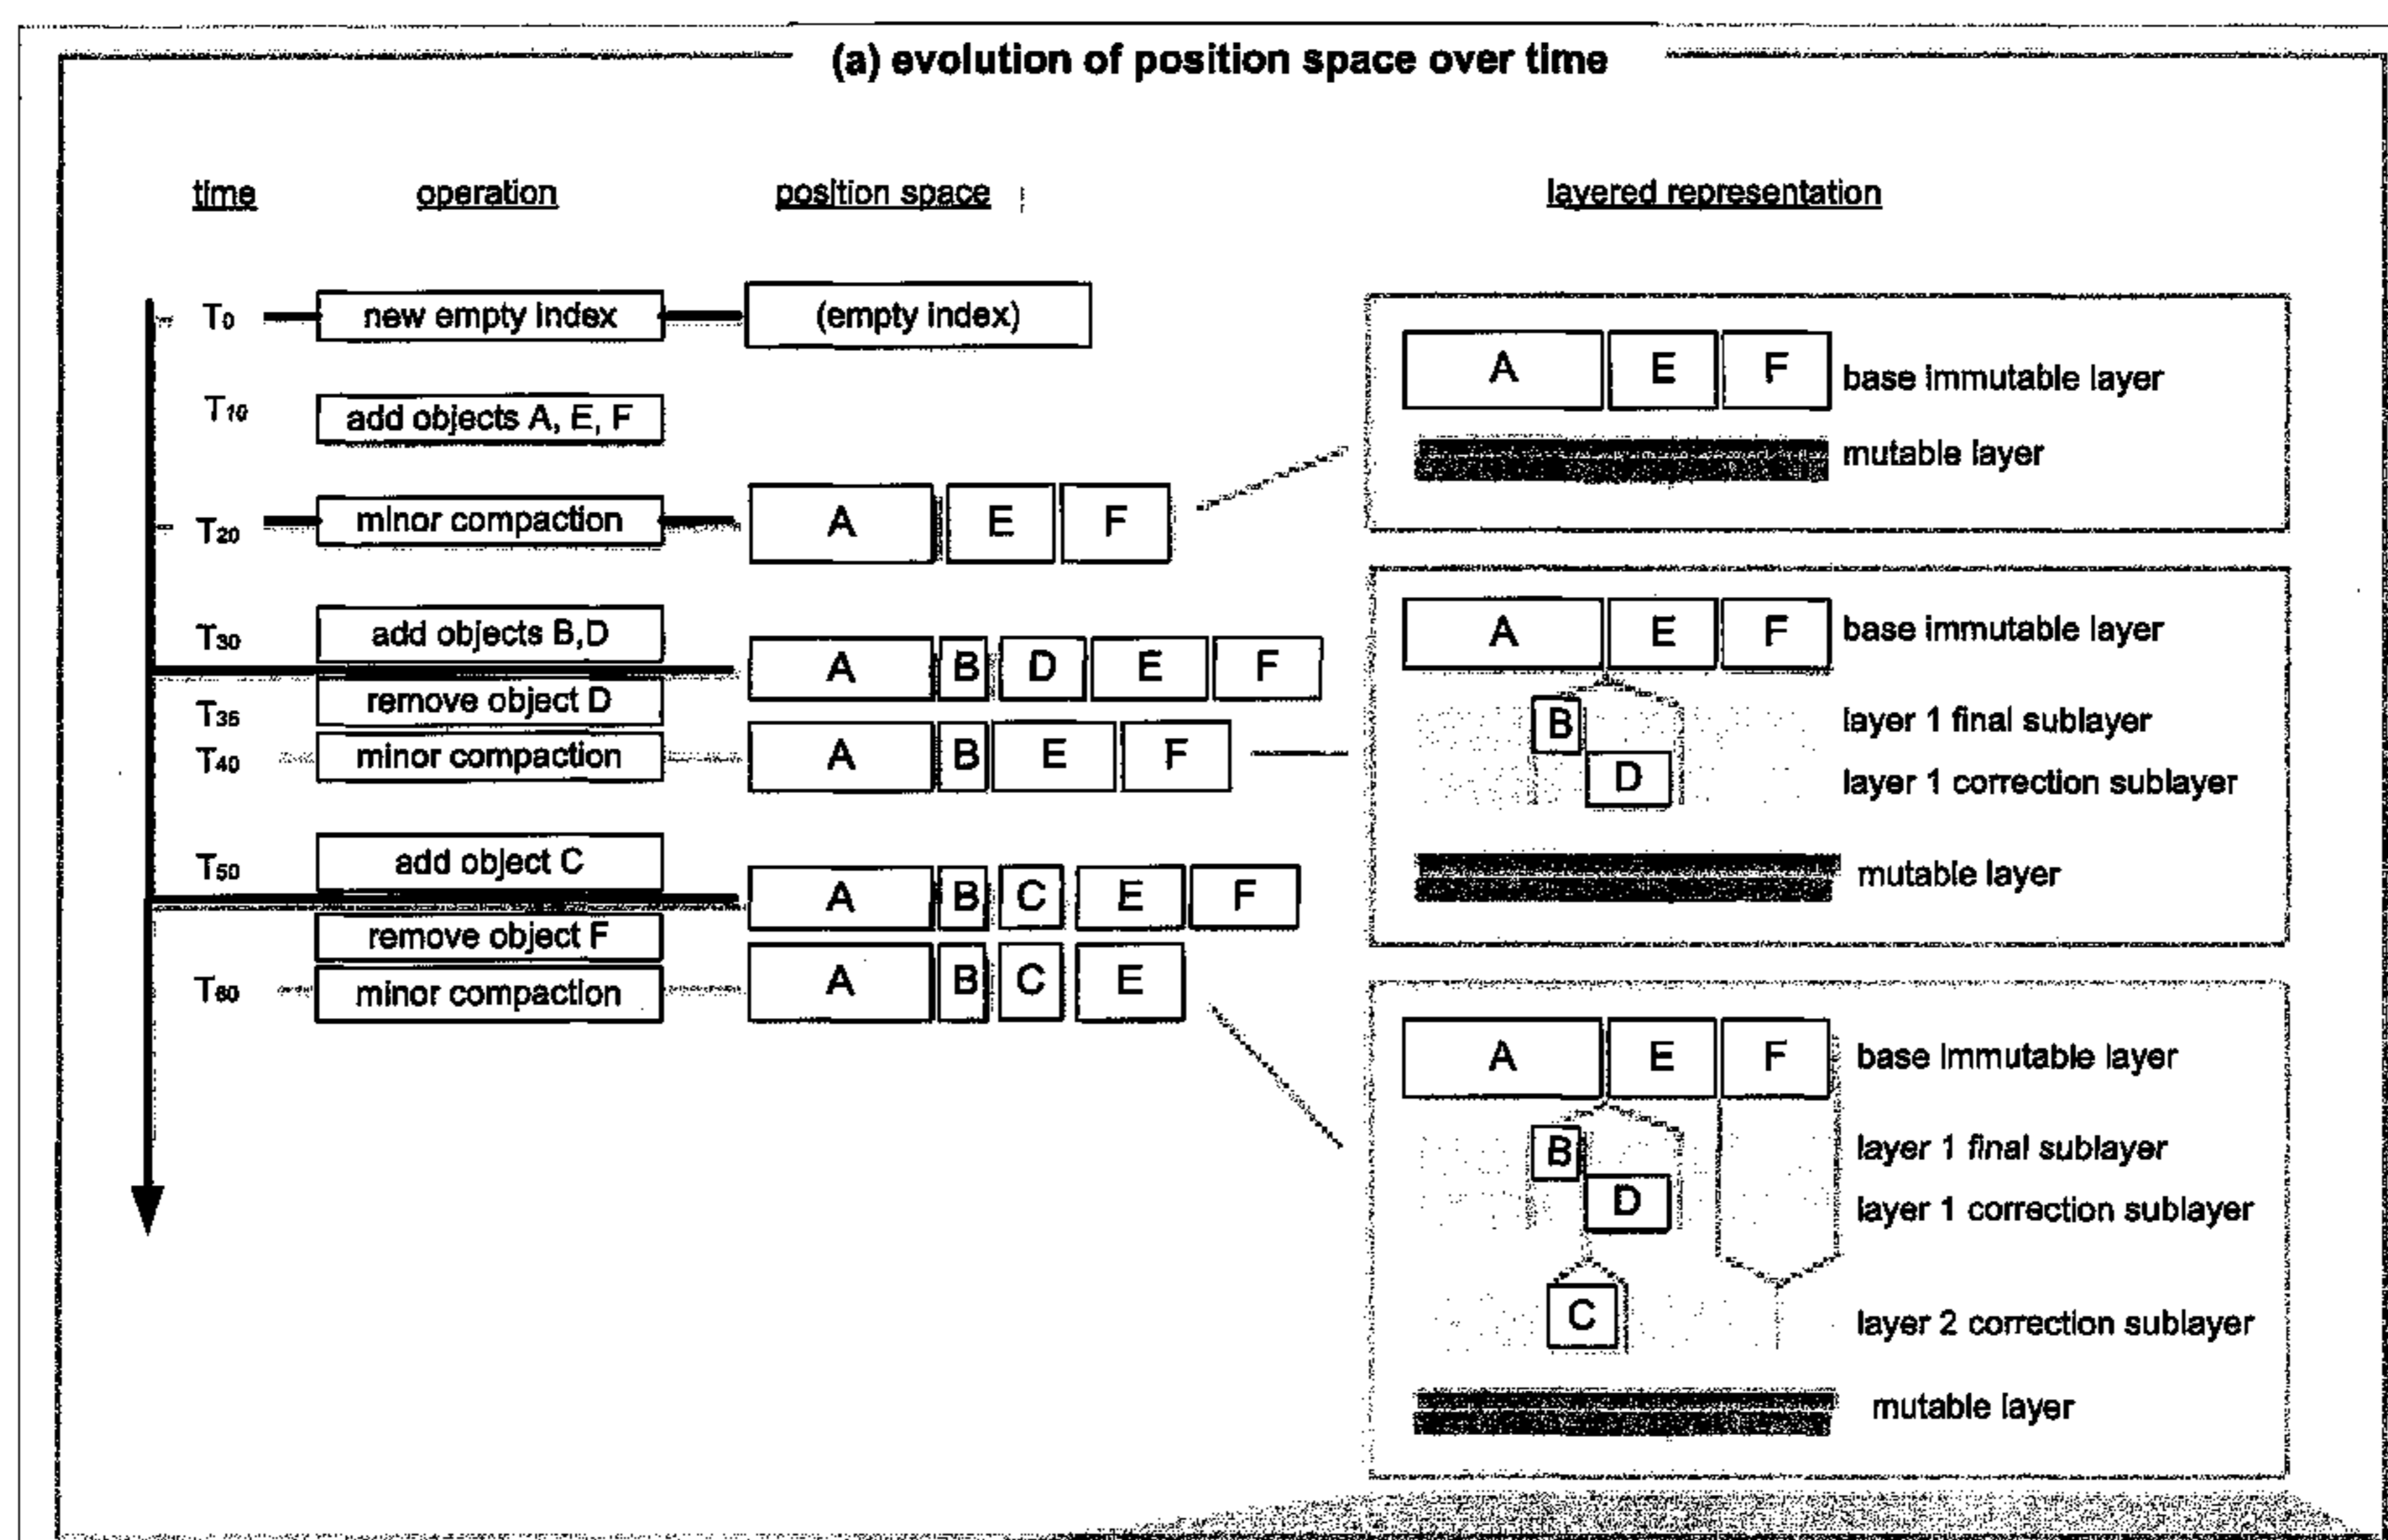 (a) evolution of position space over time
time operation position space layered representation
T0 new empty index (empty index)
T10 add objects A, E, F
T20 minor compaction A E F
A E F base immutable layer
mutable layer
T30 add objects B,D A B D E F
T35 remove object D
T40 minor compaction A B E F
A E F base immutable layer
B layer 1 final sublayer
D layer 1 correction sublayer
mutable layer
T50 add object C A B C E F
remove object F
T60 minor compaction A B C E
A E F base immutable layer
B layer 1 final sublayer
D layer 1 correction sublayer
C layer 2 correction sublayer
mutable layer